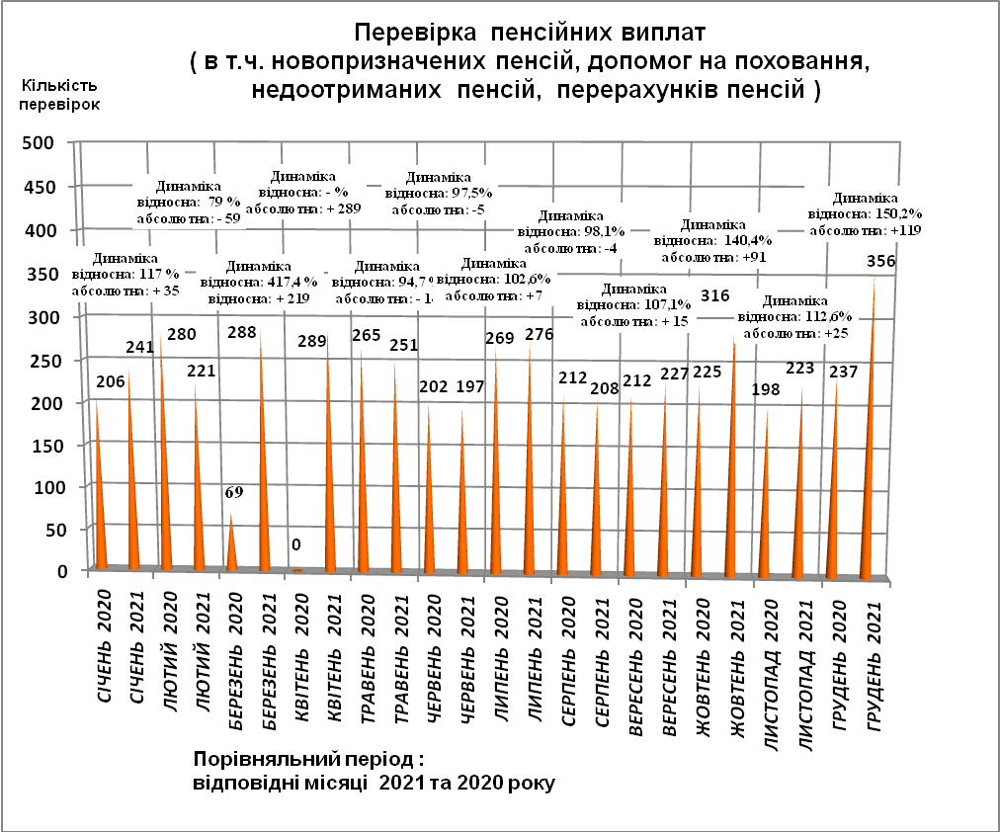 Перевірка пенсійних виплат
( в т.ч. новопризначених пенсій, допомог на поховання,
недоотриманих пенсій, перерахунків пенсій )
Кількість
перевірок
500
450
400
350
300
250
200
150
100
50
0
Динаміка
відносна: 117 %
абсолютна: + 35
Динаміка
відносна: 79 %
абсолютна: - 59
Динаміка
відносна: 417,4 %
відносна: + 219
Динаміка
відносна: - %
абсолютна: + 289
Динаміка
відносна: 94,7
абсолютна: - 1
Динаміка
відносна: 97,5%
абсолютна: -5
Динаміка
відносна: 102,6%
абсолютна: +7
Динаміка
відносна: 98,1%
абсолютна: -4
Динаміка
відносна: 107,1%
абсолютна: + 15
Динаміка
відносна: 140,4%
абсолютна: +91
Динаміка
відносна: 112,6%
абсолютна: +25
Динаміка
відносна: 150,2%
абсолютна: +119
206
241
280
221
69
288
0
289
265
251
202
197
269
276
212
208
212
227
225
316
198
223
237
356
СІЧЕНЬ 2020
СІЧЕНЬ 2021
ЛЮТИЙ 2020
ЛЮТИЙ 2021
БЕРЕЗЕНЬ 2020
БЕРЕЗЕНЬ 2021
КВІТЕНЬ 2020
КВІТЕНЬ 2021
ТРАВЕНЬ 2020
ТРАВЕНЬ 2021
ЧЕРВЕНЬ 2020
ЧЕРВЕНЬ 2021
ЛИПЕНЬ 2020
ЛИПЕНЬ 2021
СЕРПЕНЬ 2020
СЕРПЕНЬ 2021
ВЕРЕСЕНЬ 2020
ВЕРЕСЕНЬ 2021
ЖОВТЕНЬ 2020
ЖОВТЕНЬ 2021
ЛИСТОПАД 2020
ЛИСТОПАД 2021
ГРУДЕНЬ 2020
ГРУДЕНЬ 2021
Порівняльний період :
відповідні місяці 2021 та 2020 року